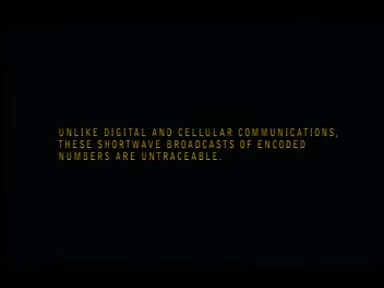 UNLIKE DIGITAL AND CELLULAR COMMUNICATIONS,
THESE SHORTWAVE BROADCASTS OF ENCODED
NUMBERS ARE UNTRACEABLE.